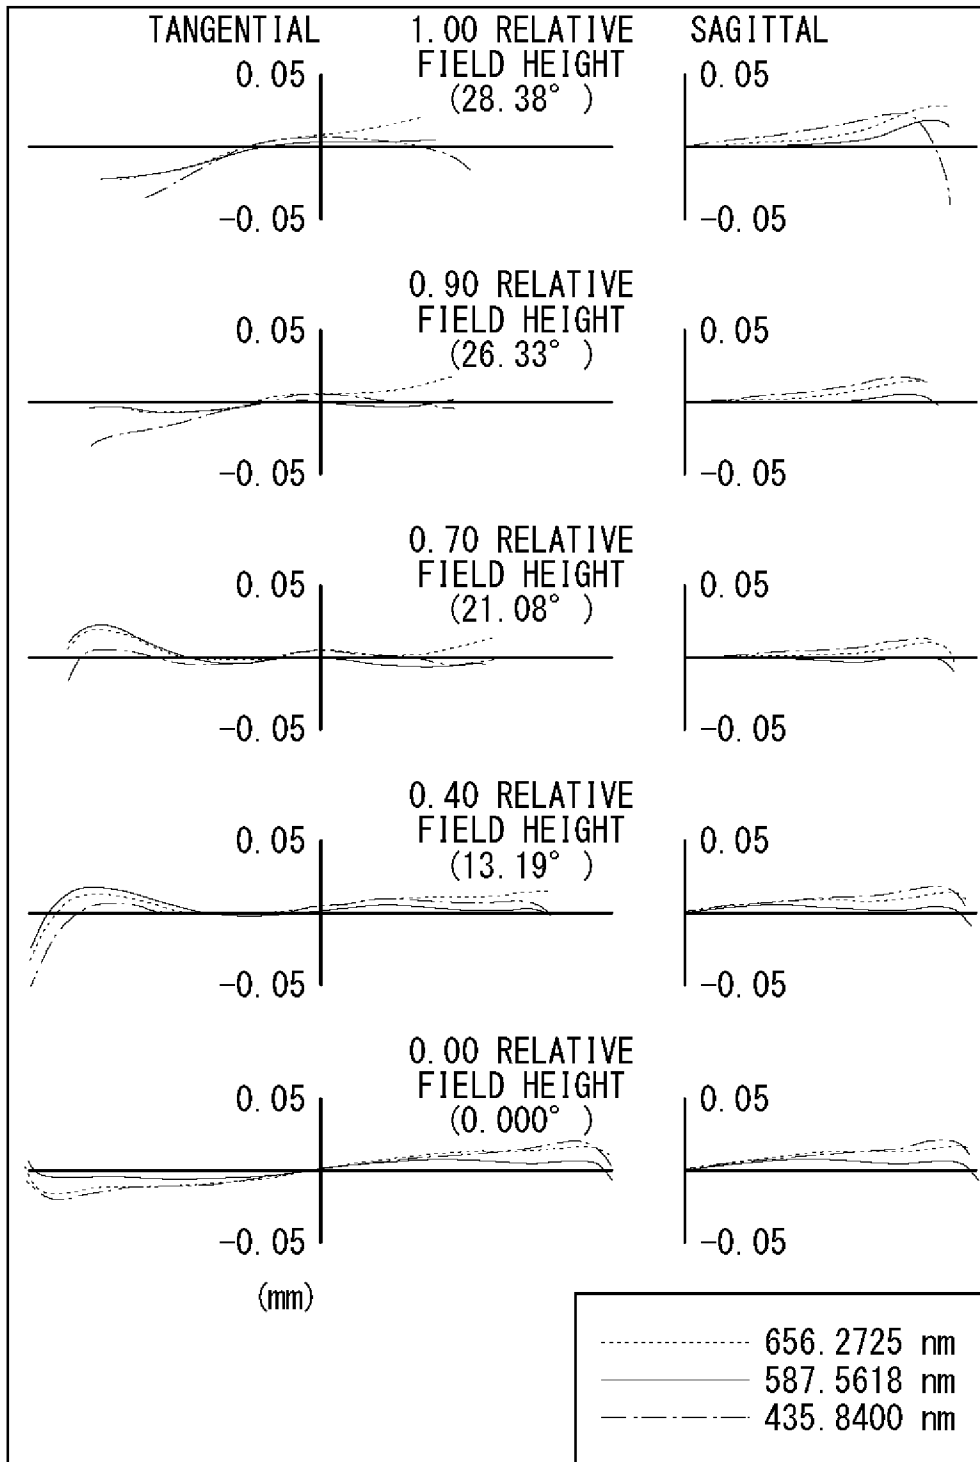 TANGENTIAL 1.00 RELATIVE SAGITTAL
FIELD HEIGHT
0.05 (28.38° ) 0.05
-0.05 -0.05
0.90 RELATIVE
FIELD HEIGHT
0.05 (26.33° ) 0.05
-0.05 -0.05
0.70 RELATIVE
FIELD HEIGHT
0.05 (21.08° ) 0.05
-0.05 -0.05
0.40 RELATIVE
FIELD HEIGHT
0.05 (13.19° ) 0.05
-0.05 -0.05
0.00 RELATIVE
FIELD HEIGHT
0.05 (0.000° ) 0.05
-0.05 -0.05
(mm)
656.2725 nm
587.5618 nm
435.8400 nm